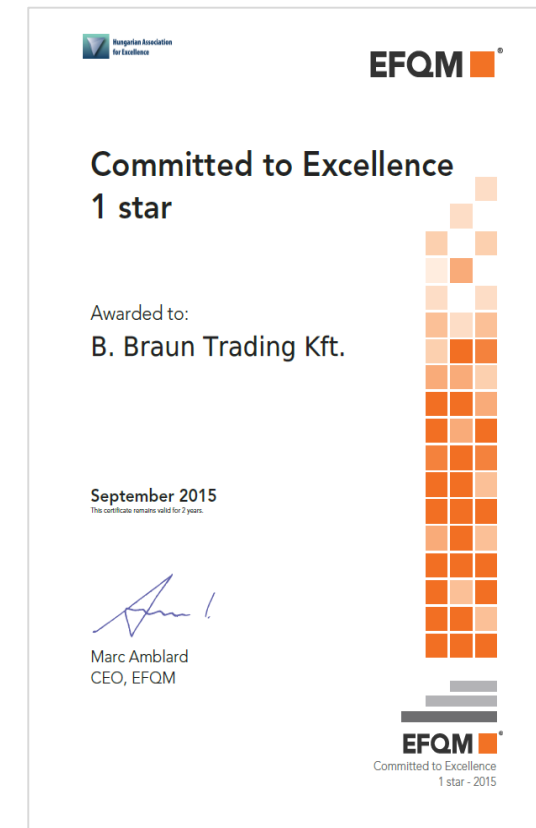 Hungarian Association
for Excellence
EFQM®
Committed to Excellence
1 star
Awarded to:
B. Braun Trading Kft.
September 2015
This certificate remains valid for 2 years.
Marc Amblard
CEO, EFQM
EFQM®
Committed to Excellence
1 star - 2015